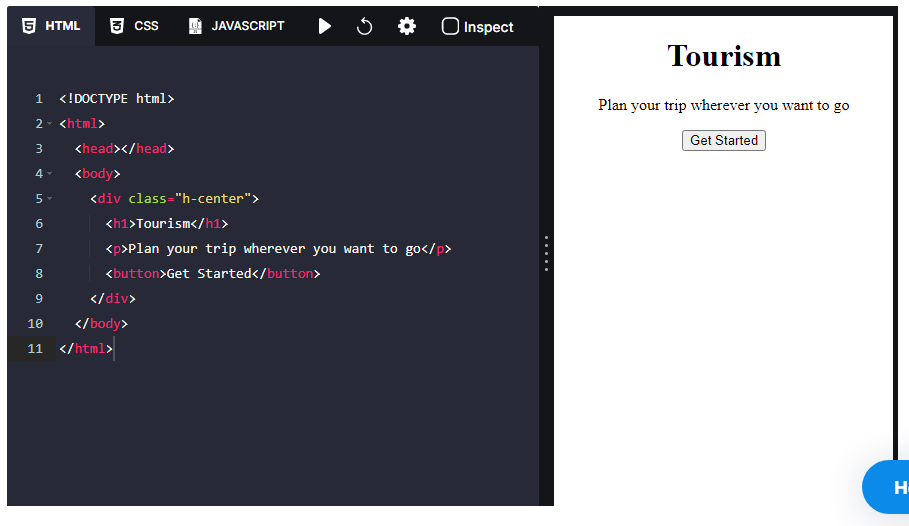 HTML CSS JAVASCRIPT Inspect
1 <!DOCTYPE html>
2 <html>
3 <head></head>
4 <body>
5 <div class="h-center">
6 <h1>Tourism</h1>
7 <p>Plan your trip wherever you want to go</p>
8 <button>Get Started</button>
9 </div>
10 </body>
11 </html>
Tourism
Plan your trip wherever you want to go
Get Started